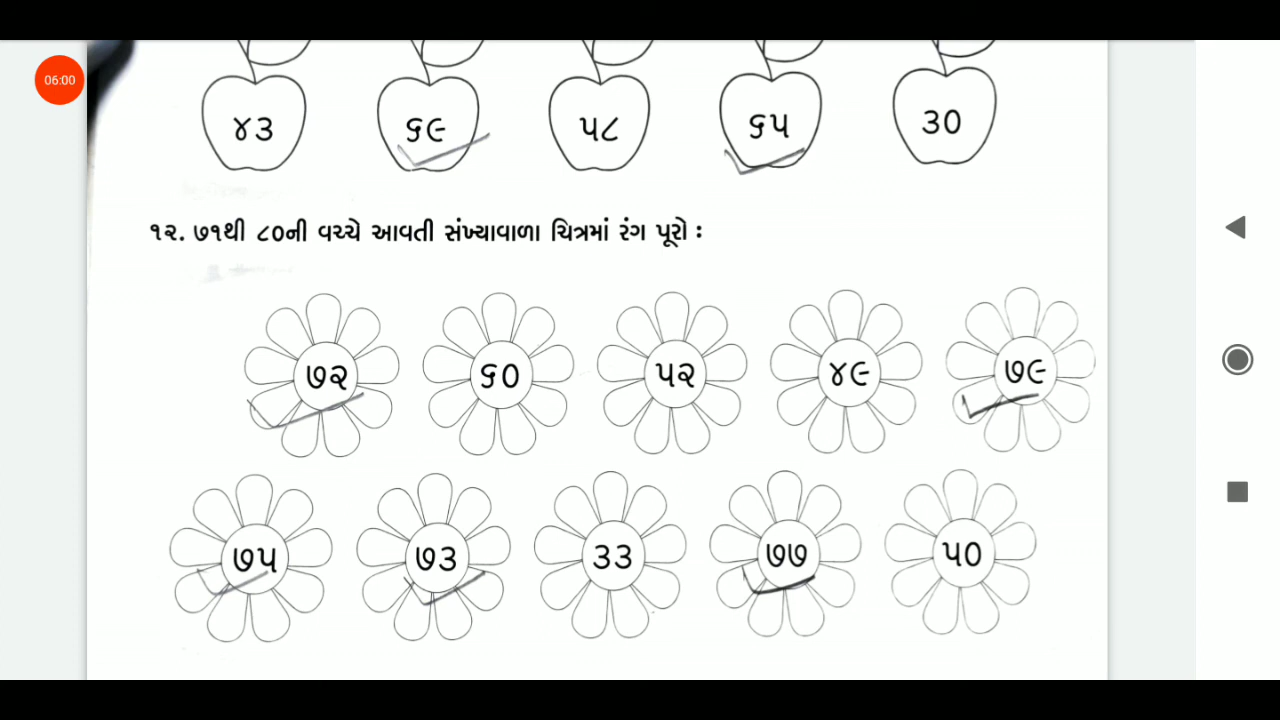 06:00
૪૩ ૬૯ ૫૮ ૬૫ ૩૦
૧૨. ૭૧થી ૮૦ની વચ્ચે આવતી સંખ્યાવાળા ચિત્રમાં રંગ પૂરો :
૭૨ ૬૦ ૫૨ ૪૯ ૭૯
૭૫ ૭૩ ૩૩ ૭૭ ૫૦